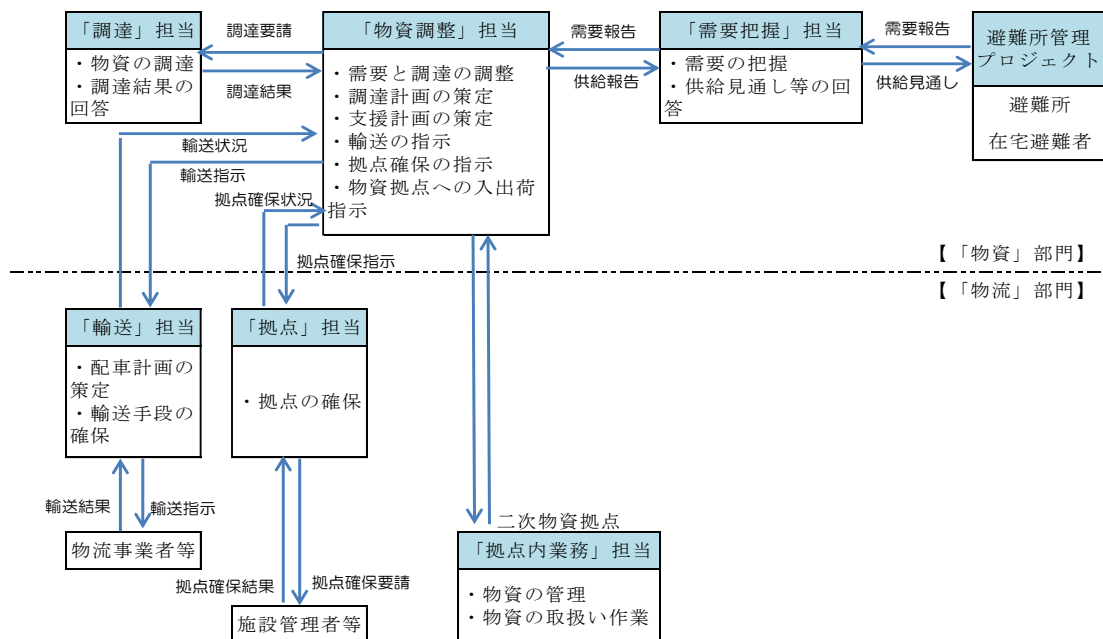 「調達」担当
・物資の調達
・調達結果の
回答
調達要請
調達結果
「物資調整」担当
・需要と調達の調整
・調達計画の策定
・支援計画の策定
・輸送の指示
・拠点確保の指示
・物資拠点への入出荷
指示
需要報告
供給報告
「需要把握」担当
・需要の把握
・供給見通し等の回
答
需要報告
供給見通し
避難所管理
プロジェクト
避難所
在宅避難者
輸送状況
輸送指示
拠点確保状況
拠点確保指示
【「物資」部門】
【「物流」部門】
「輸送」担当
・配車計画の
策定
・輸送手段の
確保
「拠点」担当
・拠点の確保
輸送結果
輸送指示
物流事業者等
拠点確保結果
拠点確保要請
施設管理者等
二次物資拠点
「拠点内業務」担当
・物資の管理
・物資の取扱い作業